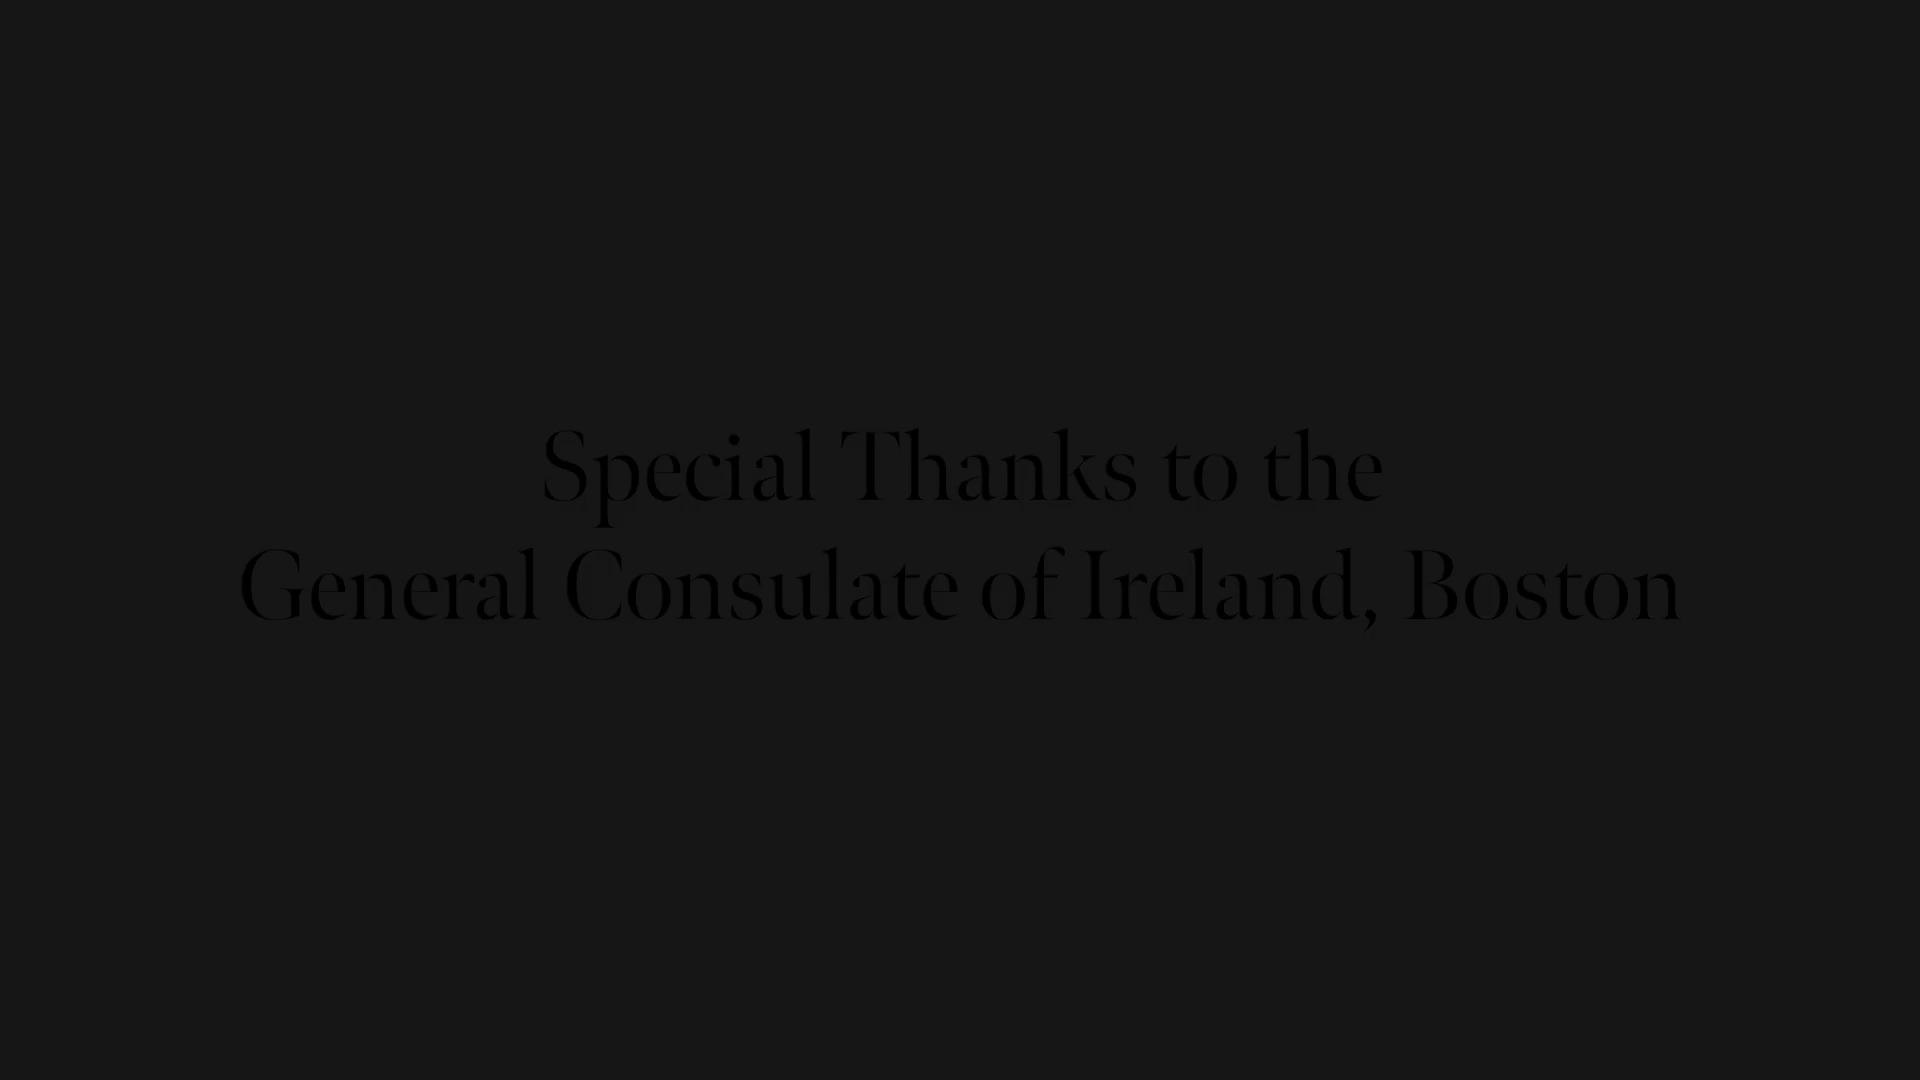 Special Thanks to the
General Consulate of Ireland, Boston